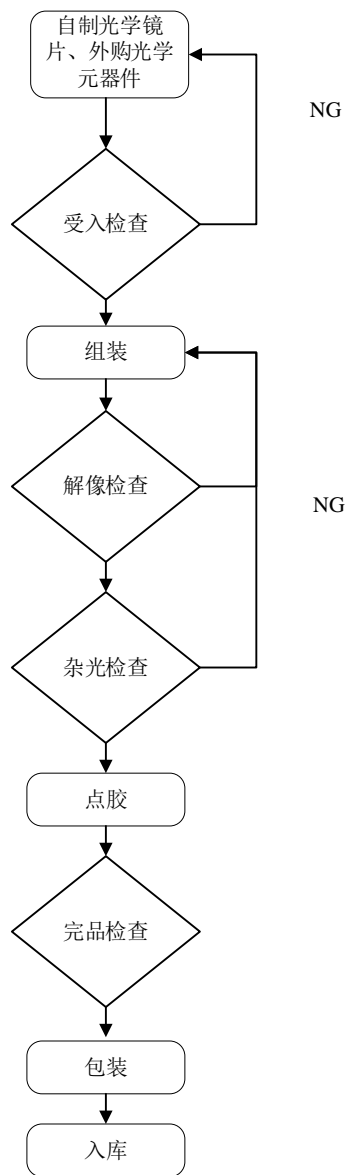 自制光学镜
片、外购光学
元器件
NG
受入检查
组装
解像检查
NG
杂光检查
点胶
完品检查
包装
入库